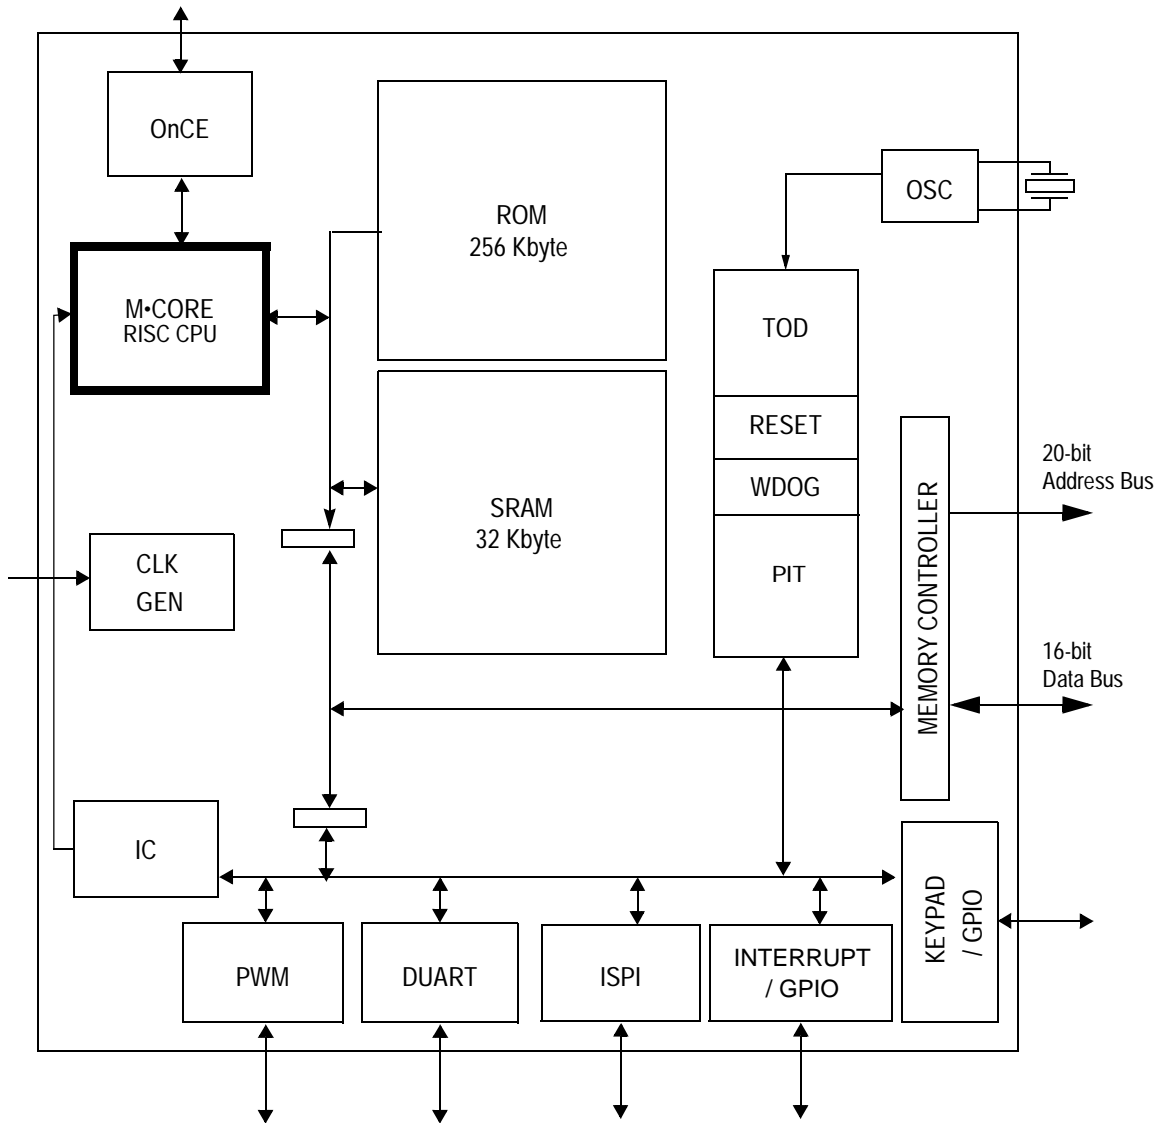 OnCE
ROM
256 Kbyte
OSC
M•CORE
RISC CPU
TOD
RESET
WDOG
PIT
20-bit
Address Bus
SRAM
32 Kbyte
MEMORY CONTROLLER
CLK
GEN
16-bit
Data Bus
IC
KEYPAD
/ GPIO
PWM
DUART
ISPI
INTERRUPT
/ GPIO